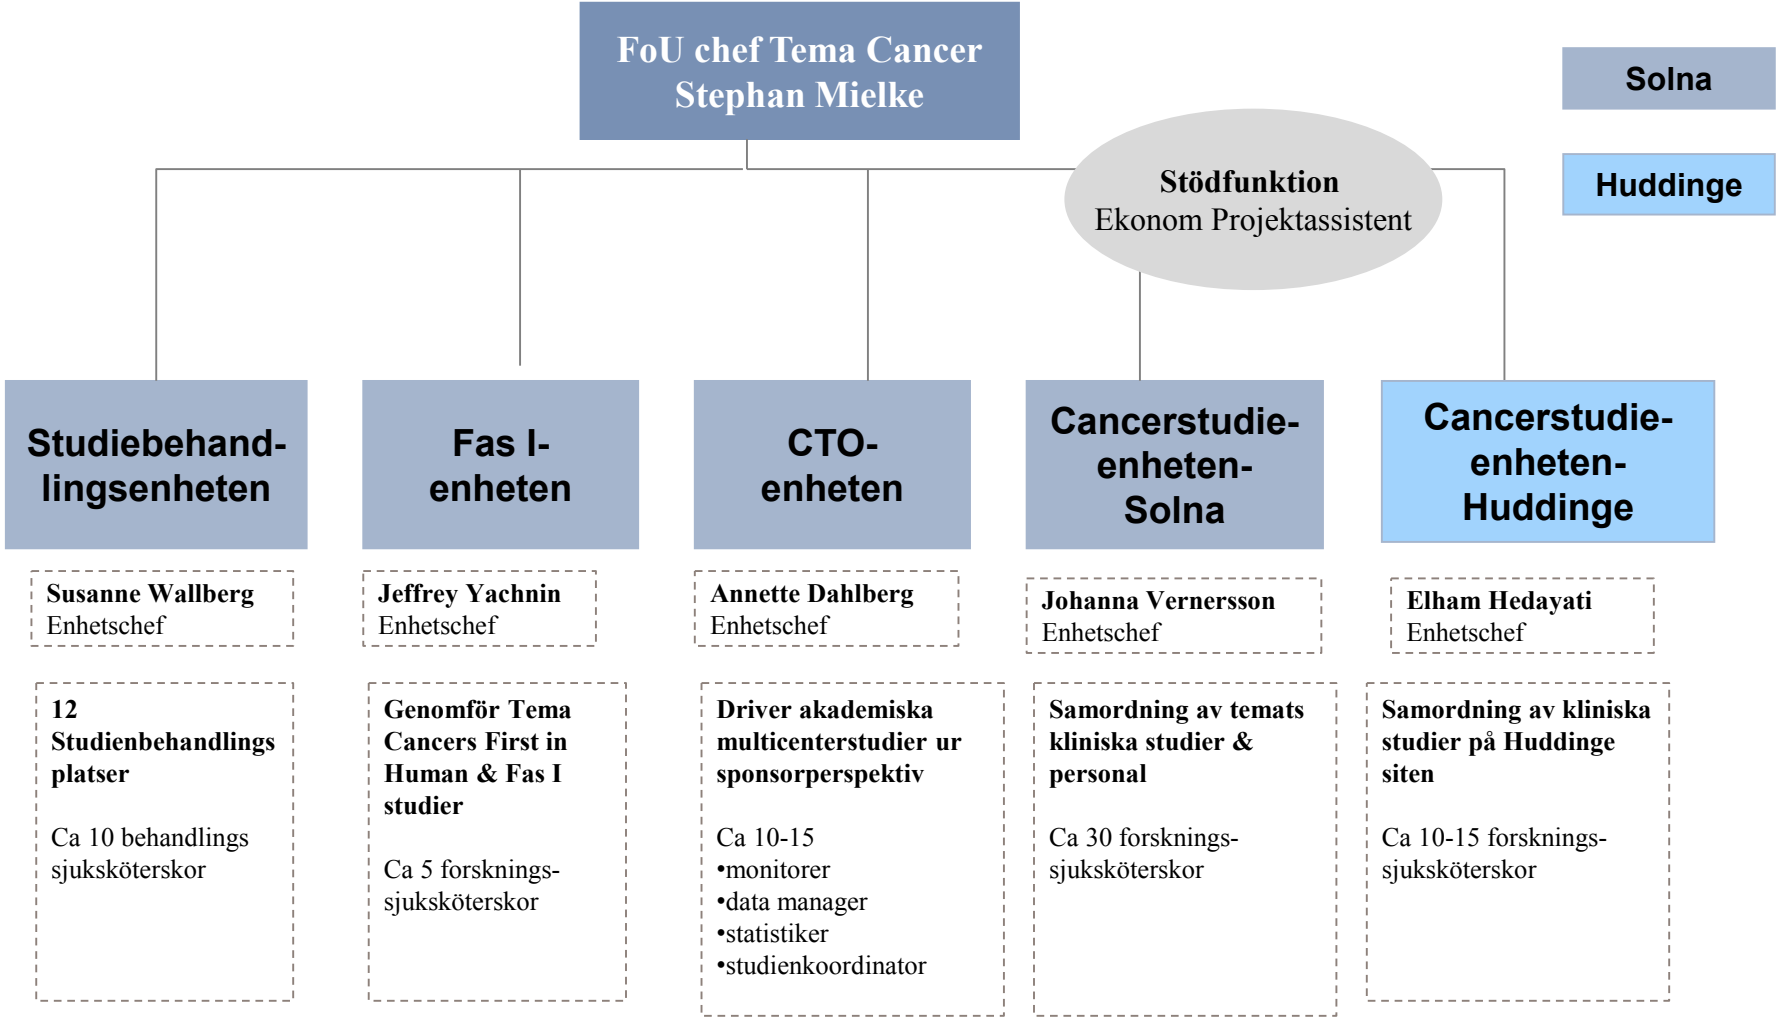 FoU chef Tema Cancer
Stephan Mielke
Solna
Huddinge
Stödfunktion
Ekonom Projektassistent
Studiebehand-
lingsenheten
Fas I-
enheten
CTO-
enheten
Cancerstudie-
enheten-
Solna
Cancerstudie-
enheten-
Huddinge
Susanne Wallberg
Enhetschef
Jeffrey Yachnin
Enhetschef
Annette Dahlberg
Enhetschef
Johanna Vernersson
Enhetschef
Elham Hedayati
Enhetschef
12
Studienbehandlings
platser
Ca 10 behandlings
sjuksköterskor
Genomför Tema
Cancers First in
Human & Fas I
studier
Ca 5 forsknings-
sjuksköterskor
Driver akademiska
multicenterstudier ur
sponsorperspektiv
Ca 10-15
•monitorer
•data manager
•statistiker
•studienkoordinator
Samordning av temats
kliniska studier &
personal
Ca 30 forsknings-
sjuksköterskor
Samordning av kliniska
studier på Huddinge
siten
Ca 10-15 forsknings-
sjuksköterskor